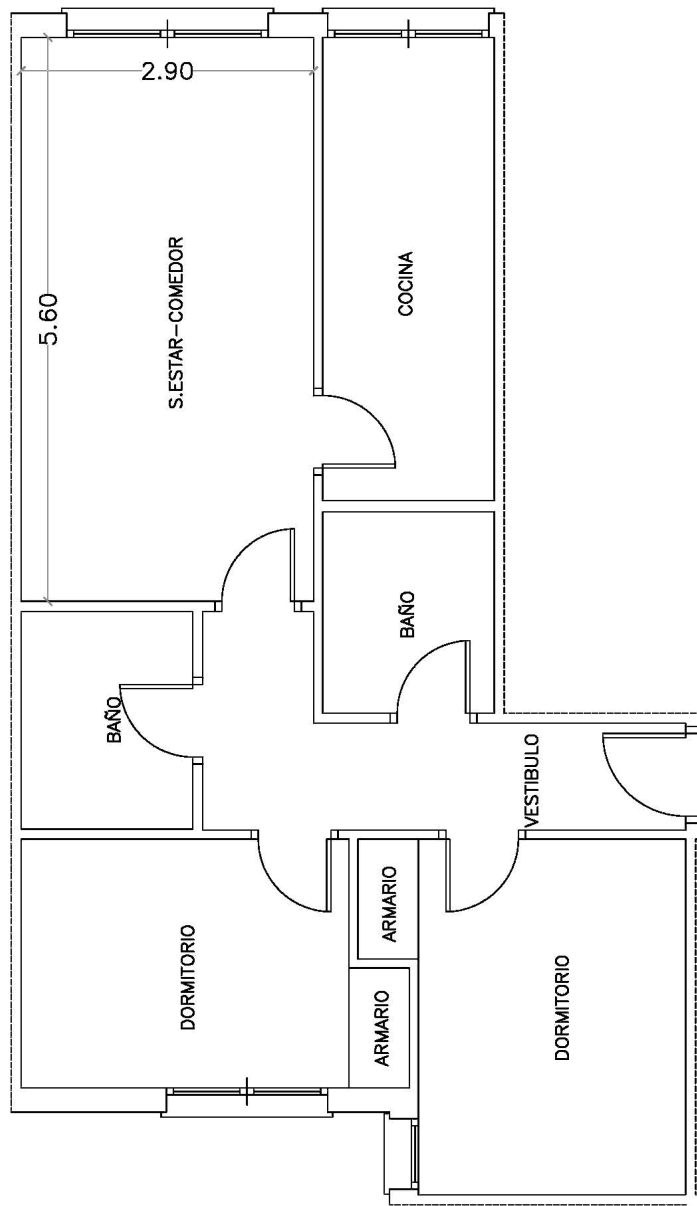 2.90
5.60
S.ESTAR-COMEDOR
COCINA
BAÑO
BAÑO
VESTIBULO
ARMARIO
DORMITORIO
ARMARIO
DORMITORIO